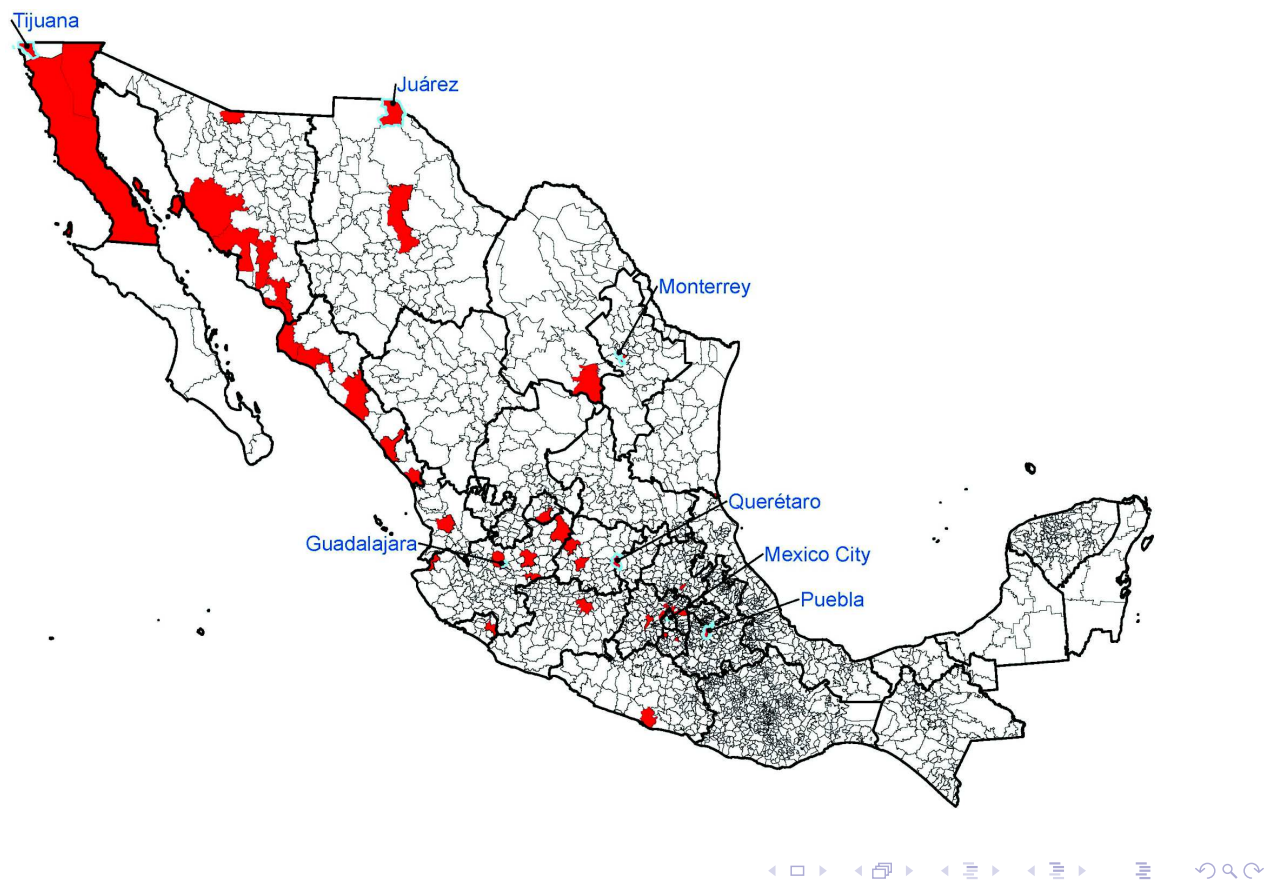 Tijuana
Juárez
Monterrey
Querétaro
Guadalajara
Mexico City
Puebla